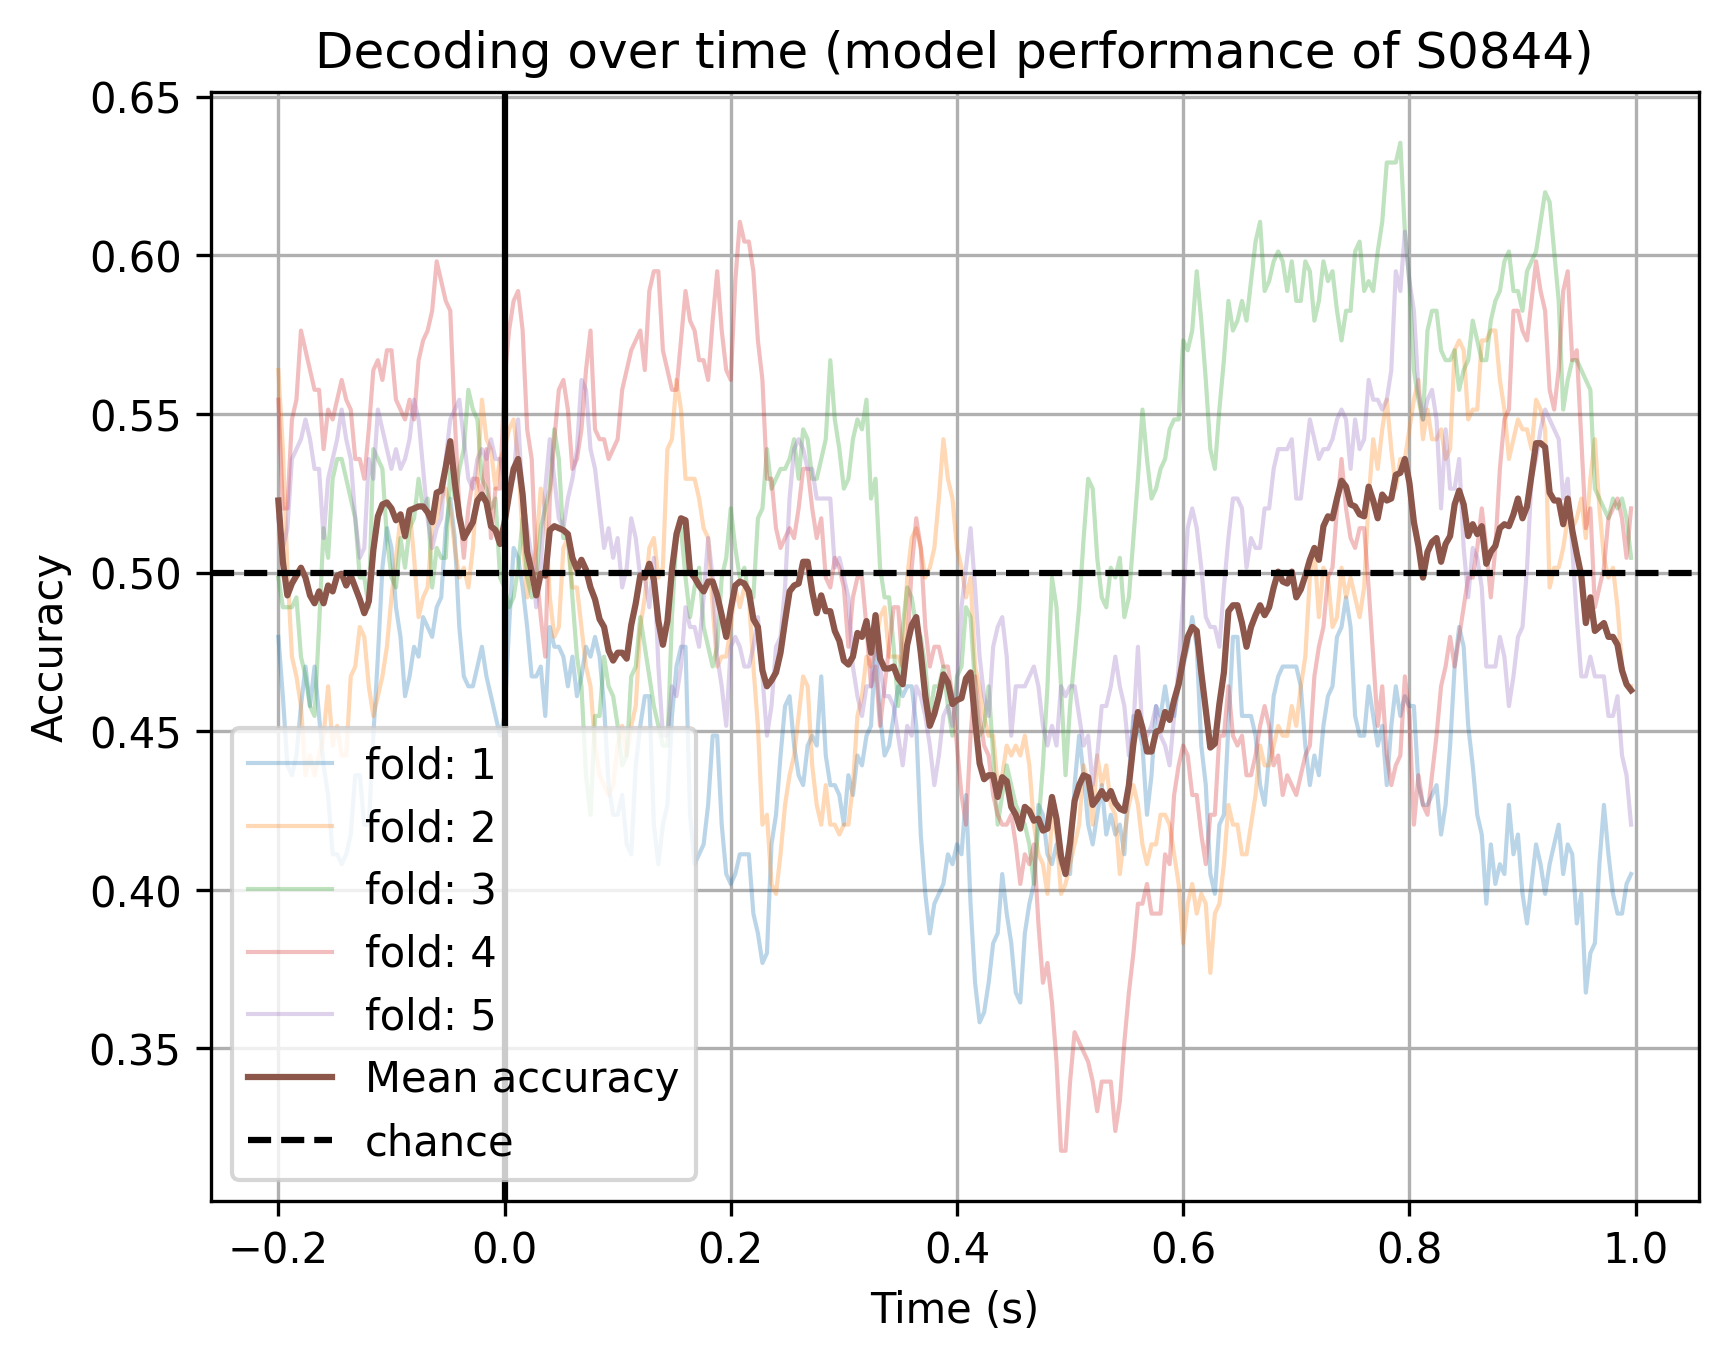 Decoding over time (model performance of S0844)
0.65
0.60
0.55
0.50
0.45
0.40
0.35
Accuracy
fold: 1
fold: 2
fold: 3
fold: 4
fold: 5
Mean accuracy
chance
−0.2 0.0 0.2 0.4 0.6 0.8 1.0
Time (s)